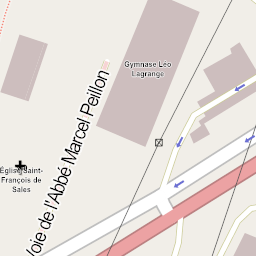 Gymnase Léo
Lagrange
Voie de l'Abbé Marcel Peillon
Église Saint-
François de
Sales